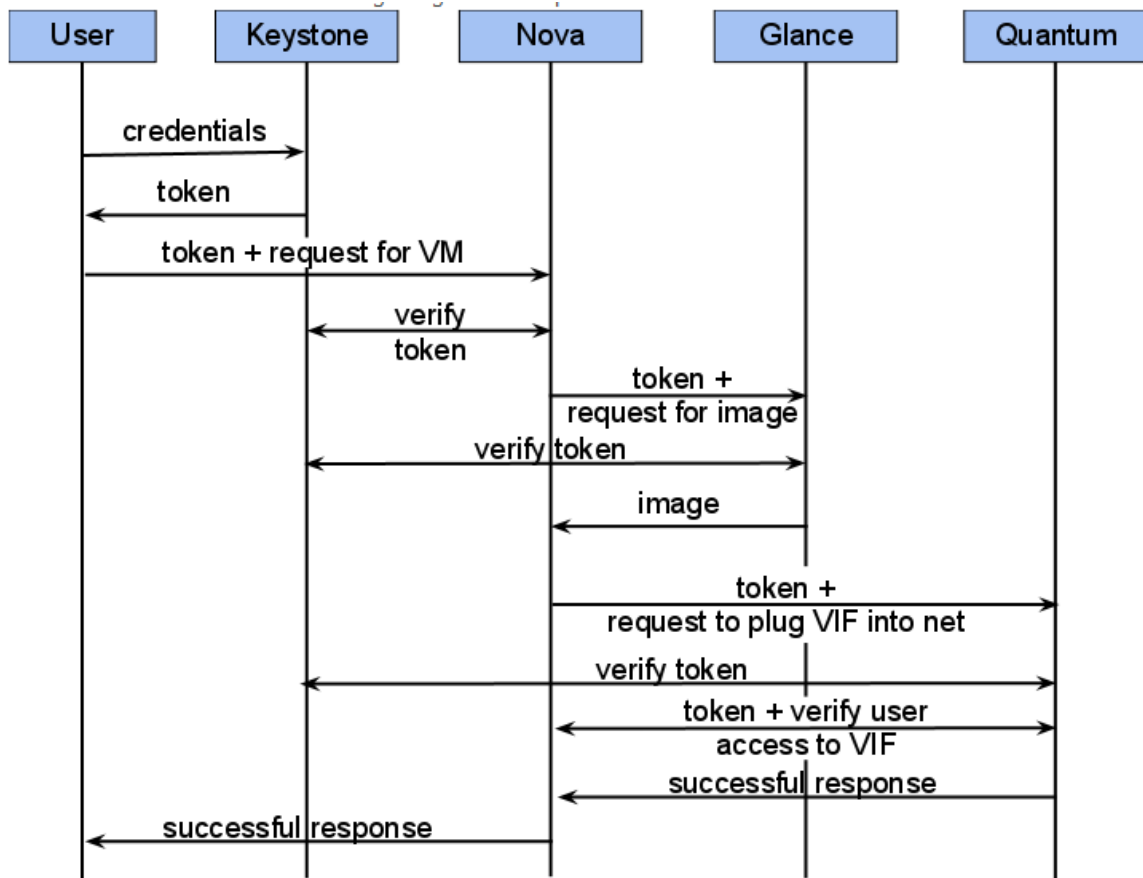 User
Keystone
Nova
Glance
Quantum
credentials
token
token + request for VM
verify
token
token +
request for image
verify token
image
token +
request to plug VIF into net
verify token
token + verify user
access to VIF
successful response
successful response